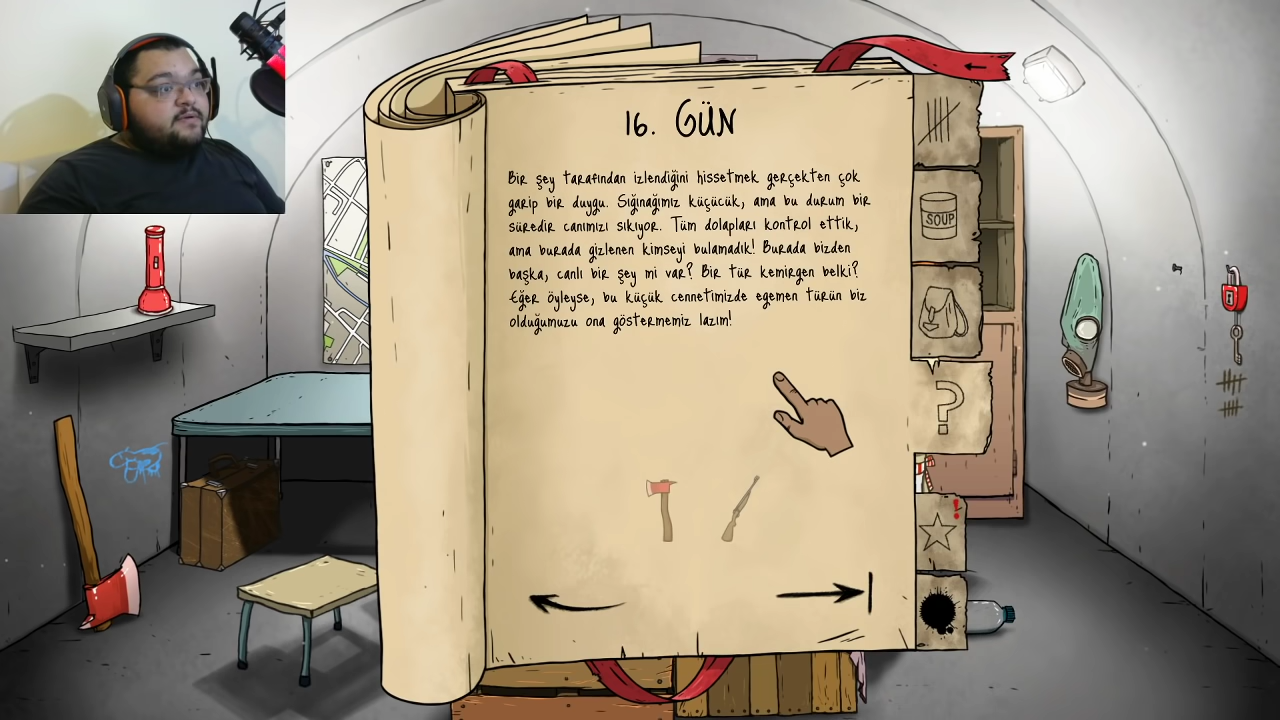 16. GÜN
Bir şey tarafından izlendiğini hissetmek gerçekten çok
garip bir duygu. Sığınağımız küçücük, ama bu durum bir
süredir canımızı sıkıyor. Tüm dolapları kontrol ettik,
ama burada gizlenen kimseyi bulamadık! Burada bizden
başka, canlı bir şey mi var? Bir tür kemirgen belki?
Eğer öyleyse, bu küçük cennetimizde egemen türün biz
olduğumuzu ona göstermemiz lazım!
SOUP